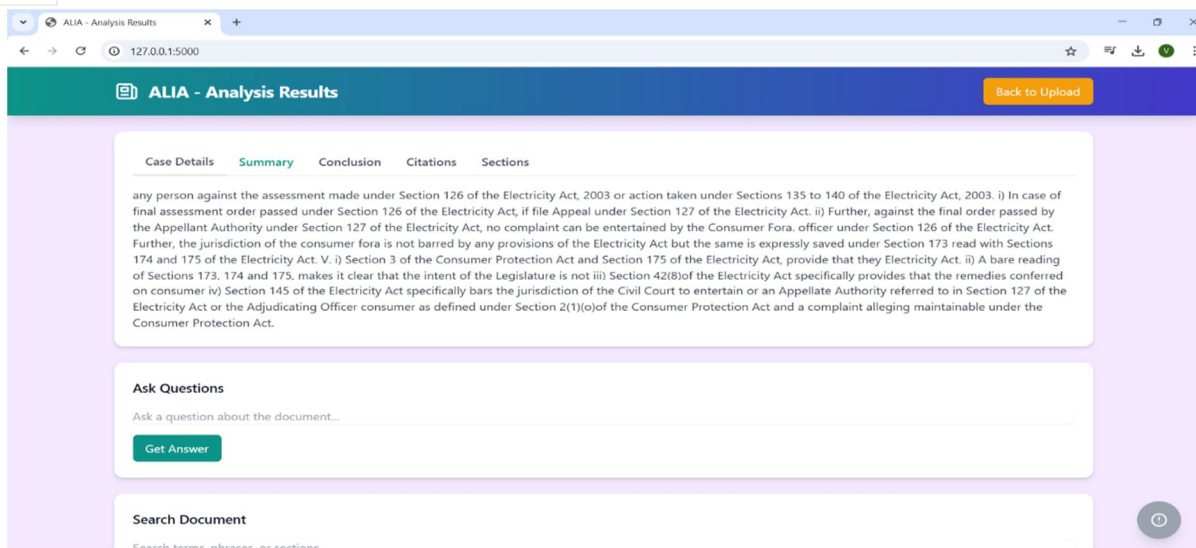 ALIA - Analysis Results
127.0.0.1:5000
V
ALIA - Analysis Results
Back to Upload
Case Details Summary Conclusion Citations Sections
any person against the assessment made under Section 126 of the Electricity Act, 2003 or action taken under Sections 135 to 140 of the Electricity Act, 2003. i) In case of
final assessment order passed under Section 126 of the Electricity Act, if file Appeal under Section 127 of the Electricity Act. ii) Further, against the final order passed by
the Appellant Authority under Section 127 of the Electricity Act, no complaint can be entertained by the Consumer Fora. officer under Section 126 of the Electricity Act.
Further, the jurisdiction of the consumer fora is not barred by any provisions of the Electricity Act but the same is expressly saved under Section 173 read with Sections
174 and 175 of the Electricity Act. V. i) Section 3 of the Consumer Protection Act and Section 175 of the Electricity Act, provide that they Electricity Act. ii) A bare reading
of Sections 173, 174 and 175, makes it clear that the intent of the Legislature is not iii) Section 42(8)of the Electricity Act specifically provides that the remedies conferred
on consumer iv) Section 145 of the Electricity Act specifically bars the jurisdiction of the Civil Court to entertain or an Appellate Authority referred to in Section 127 of the
Electricity Act or the Adjudicating Officer consumer as defined under Section 2(1)(o)of the Consumer Protection Act and a complaint alleging maintainable under the
Consumer Protection Act.
Ask Questions
Ask a question about the document...
Get Answer
Search Document
Search terms, phrases, or sections